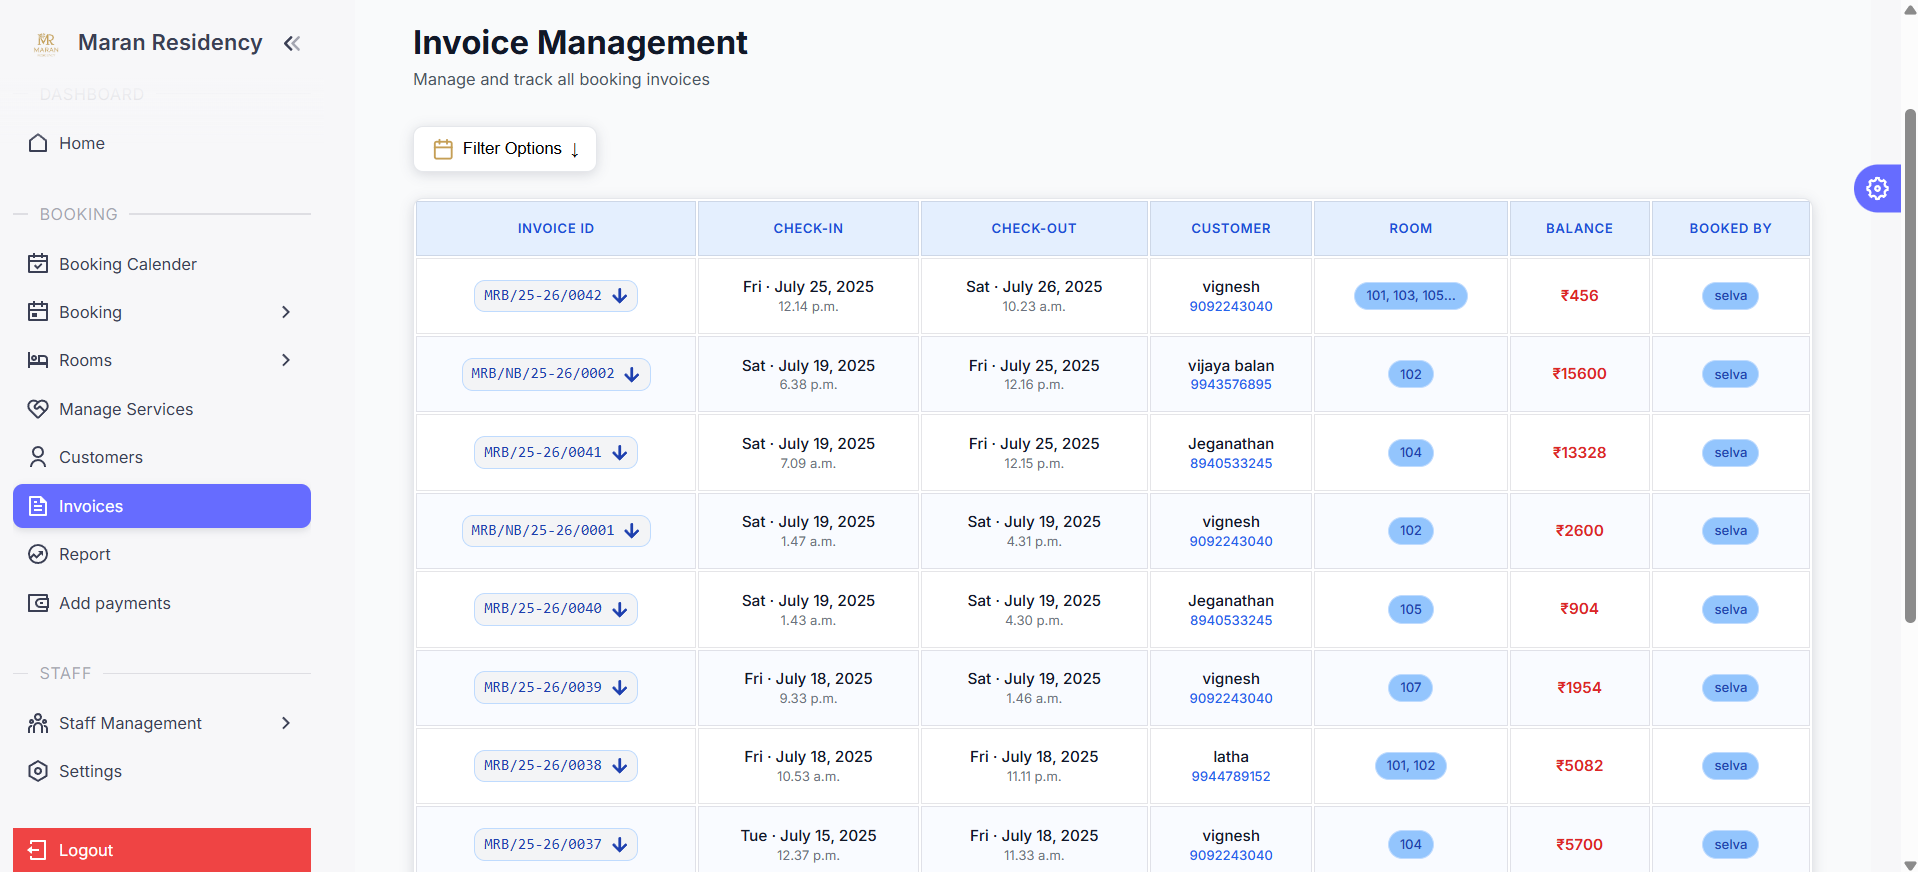 MR
MARAN
Maran Residency
DASHBOARD
Home
BOOKING
Booking Calender
Booking
Rooms
Manage Services
Customers
Invoices
Report
Add payments
STAFF
Staff Management
Settings
Logout
Invoice Management
Manage and track all booking invoices
Filter Options ↓
INVOICE ID CHECK-IN CHECK-OUT CUSTOMER ROOM BALANCE BOOKED BY
MRB/25-26/0042 Fri · July 25, 2025 Sat · July 26, 2025 vignesh 101, 103, 105... ₹456 selva
12.14 p.m. 10.23 a.m. 9092243040
MRB/NB/25-26/0002 Sat · July 19, 2025 Fri · July 25, 2025 vijaya balan 102 ₹15600 selva
6.38 p.m. 12.16 p.m. 9943576895
MRB/25-26/0041 Sat · July 19, 2025 Fri · July 25, 2025 Jeganathan 104 ₹13328 selva
7.09 a.m. 12.15 p.m. 8940533245
MRB/NB/25-26/0001 Sat · July 19, 2025 Sat · July 19, 2025 vignesh 102 ₹2600 selva
1.47 a.m. 4.31 p.m. 9092243040
MRB/25-26/0040 Sat · July 19, 2025 Sat · July 19, 2025 Jeganathan 105 ₹904 selva
1.43 a.m. 4.30 p.m. 8940533245
MRB/25-26/0039 Fri · July 18, 2025 Sat · July 19, 2025 vignesh 107 ₹1954 selva
9.33 p.m. 1.46 a.m. 9092243040
MRB/25-26/0038 Fri · July 18, 2025 Fri · July 18, 2025 latha 101, 102 ₹5082 selva
10.53 a.m. 11.11 p.m. 9944789152
MRB/25-26/0037 Tue · July 15, 2025 Fri · July 18, 2025 vignesh 104 ₹5700 selva
12.37 p.m. 11.33 a.m. 9092243040